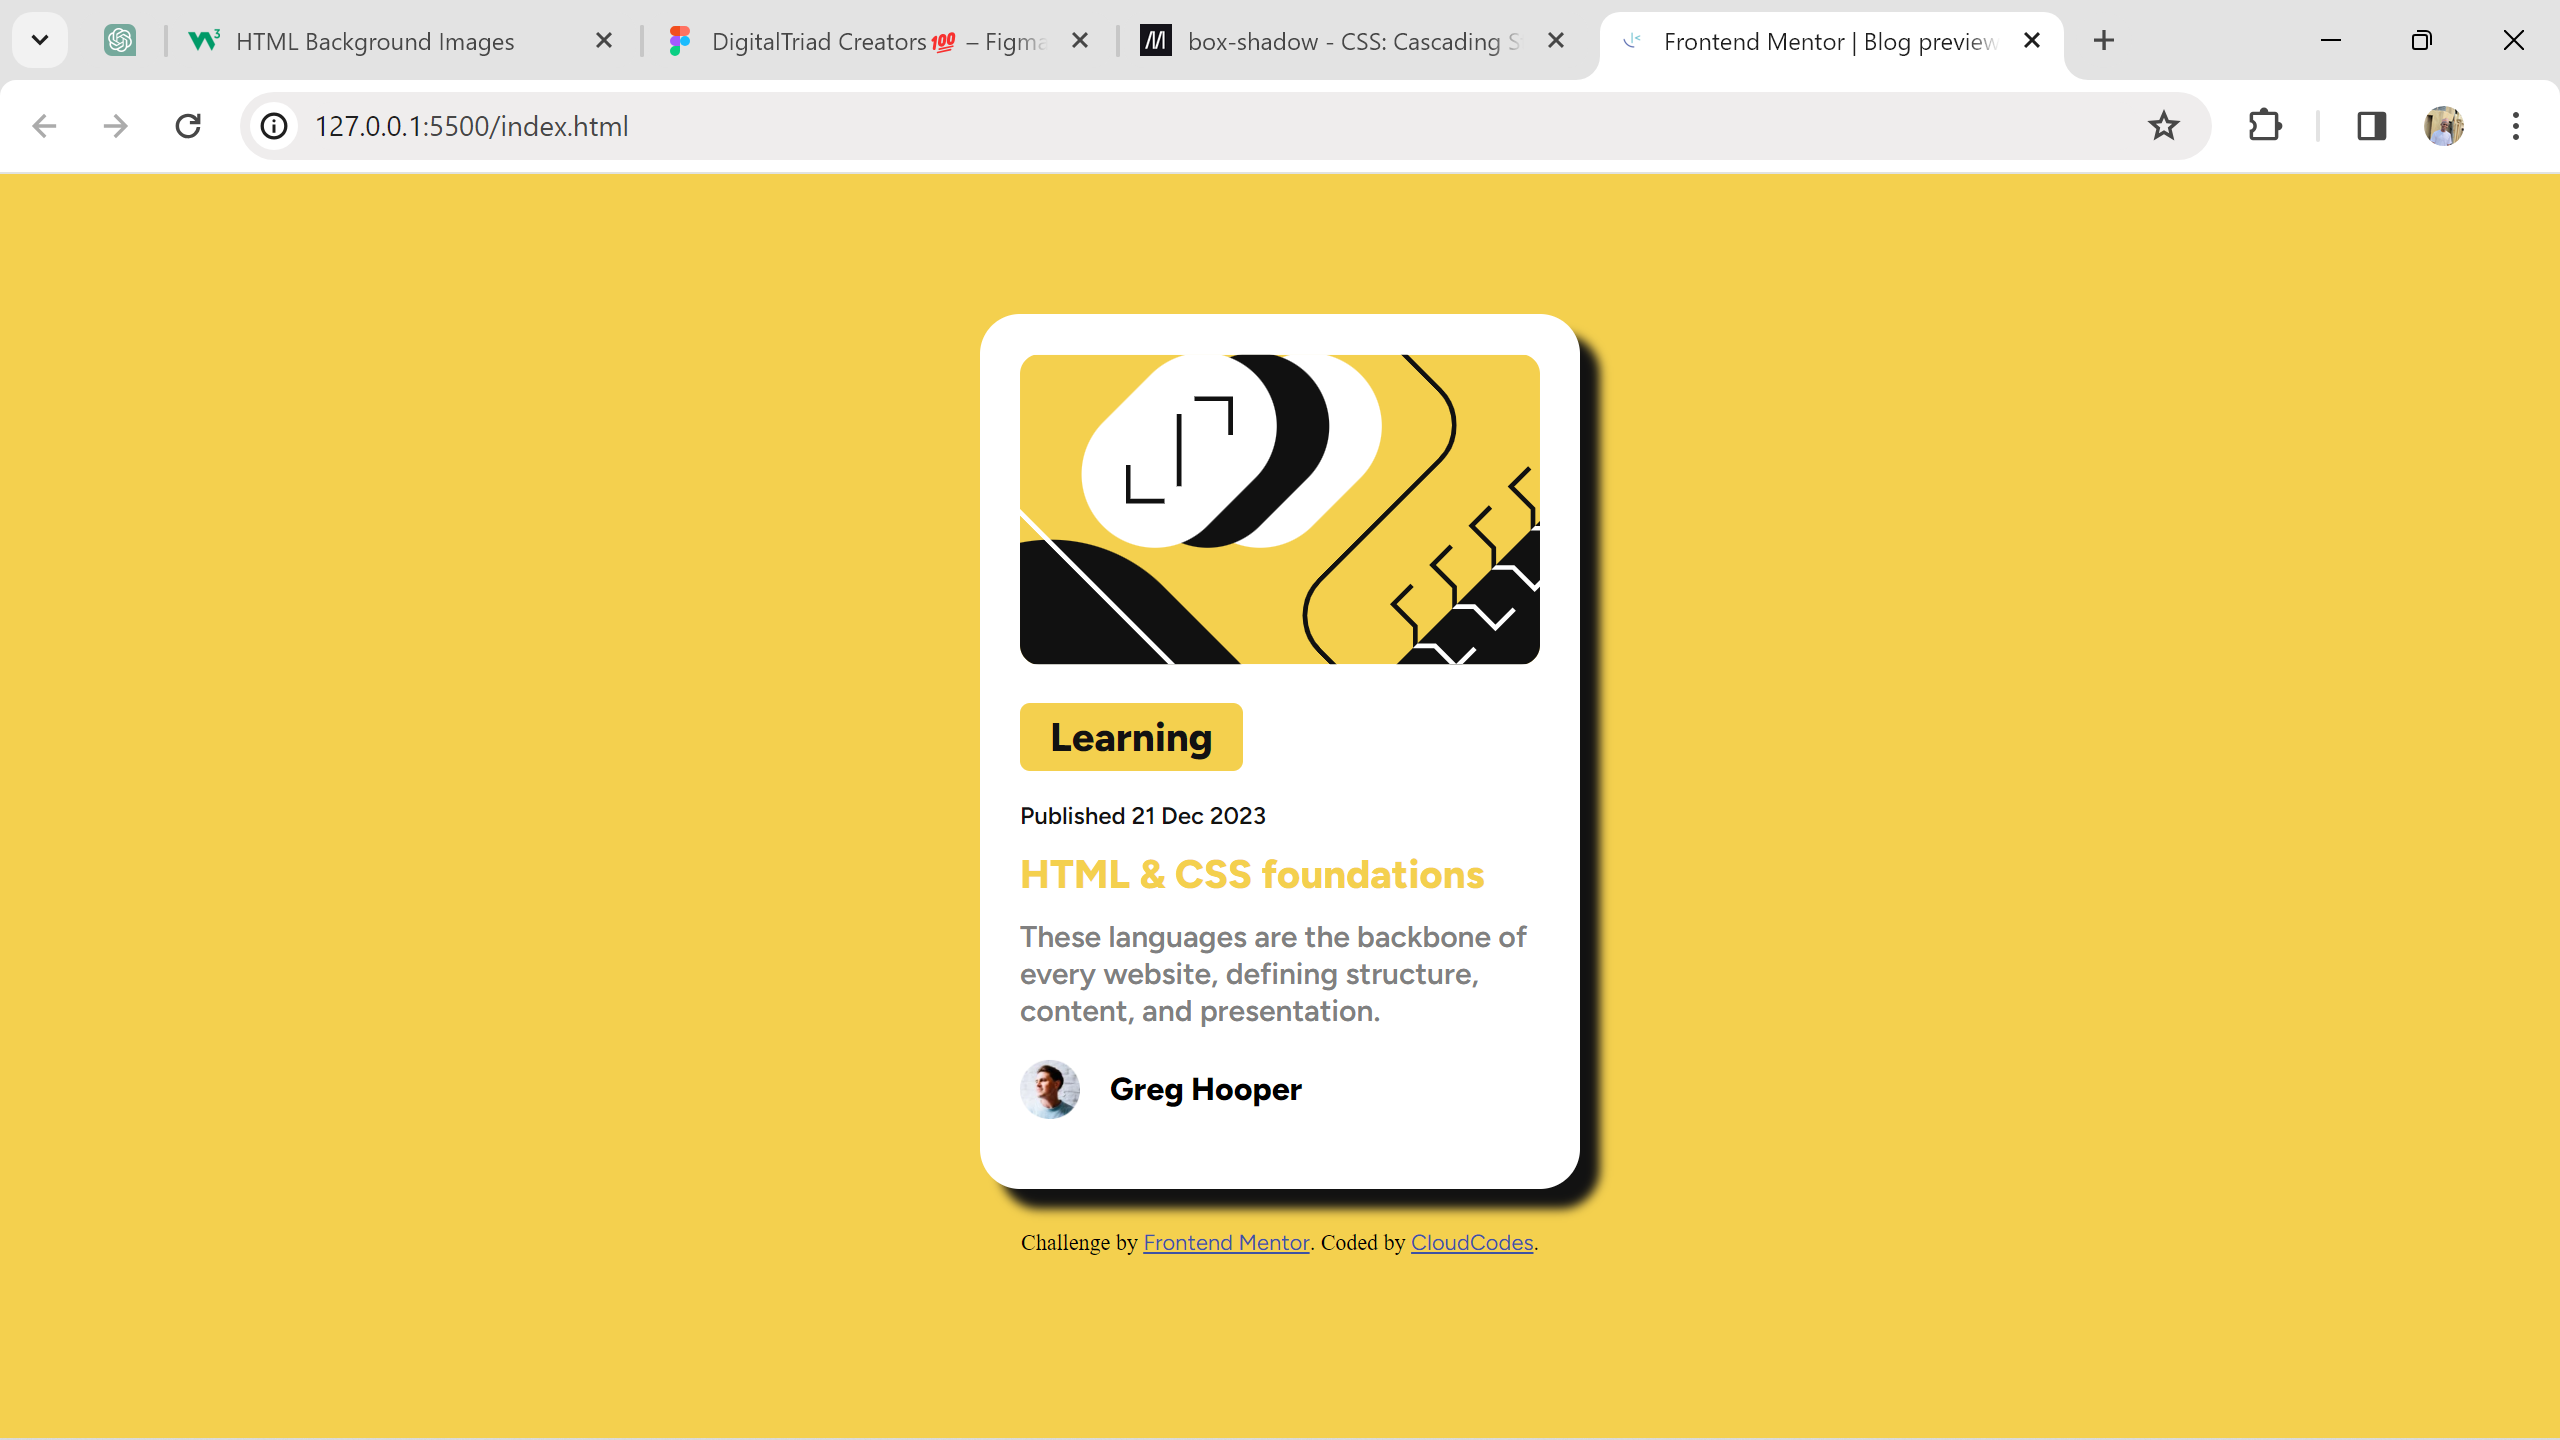 HTML Background Images
DigitalTriad Creators💯 – Figma
box-shadow - CSS: Cascading S
Frontend Mentor | Blog preview
127.0.0.1:5500/index.html
Learning
Published 21 Dec 2023
HTML & CSS foundations
These languages are the backbone of
every website, defining structure,
content, and presentation.
Greg Hooper
Challenge by Frontend Mentor. Coded by CloudCodes.